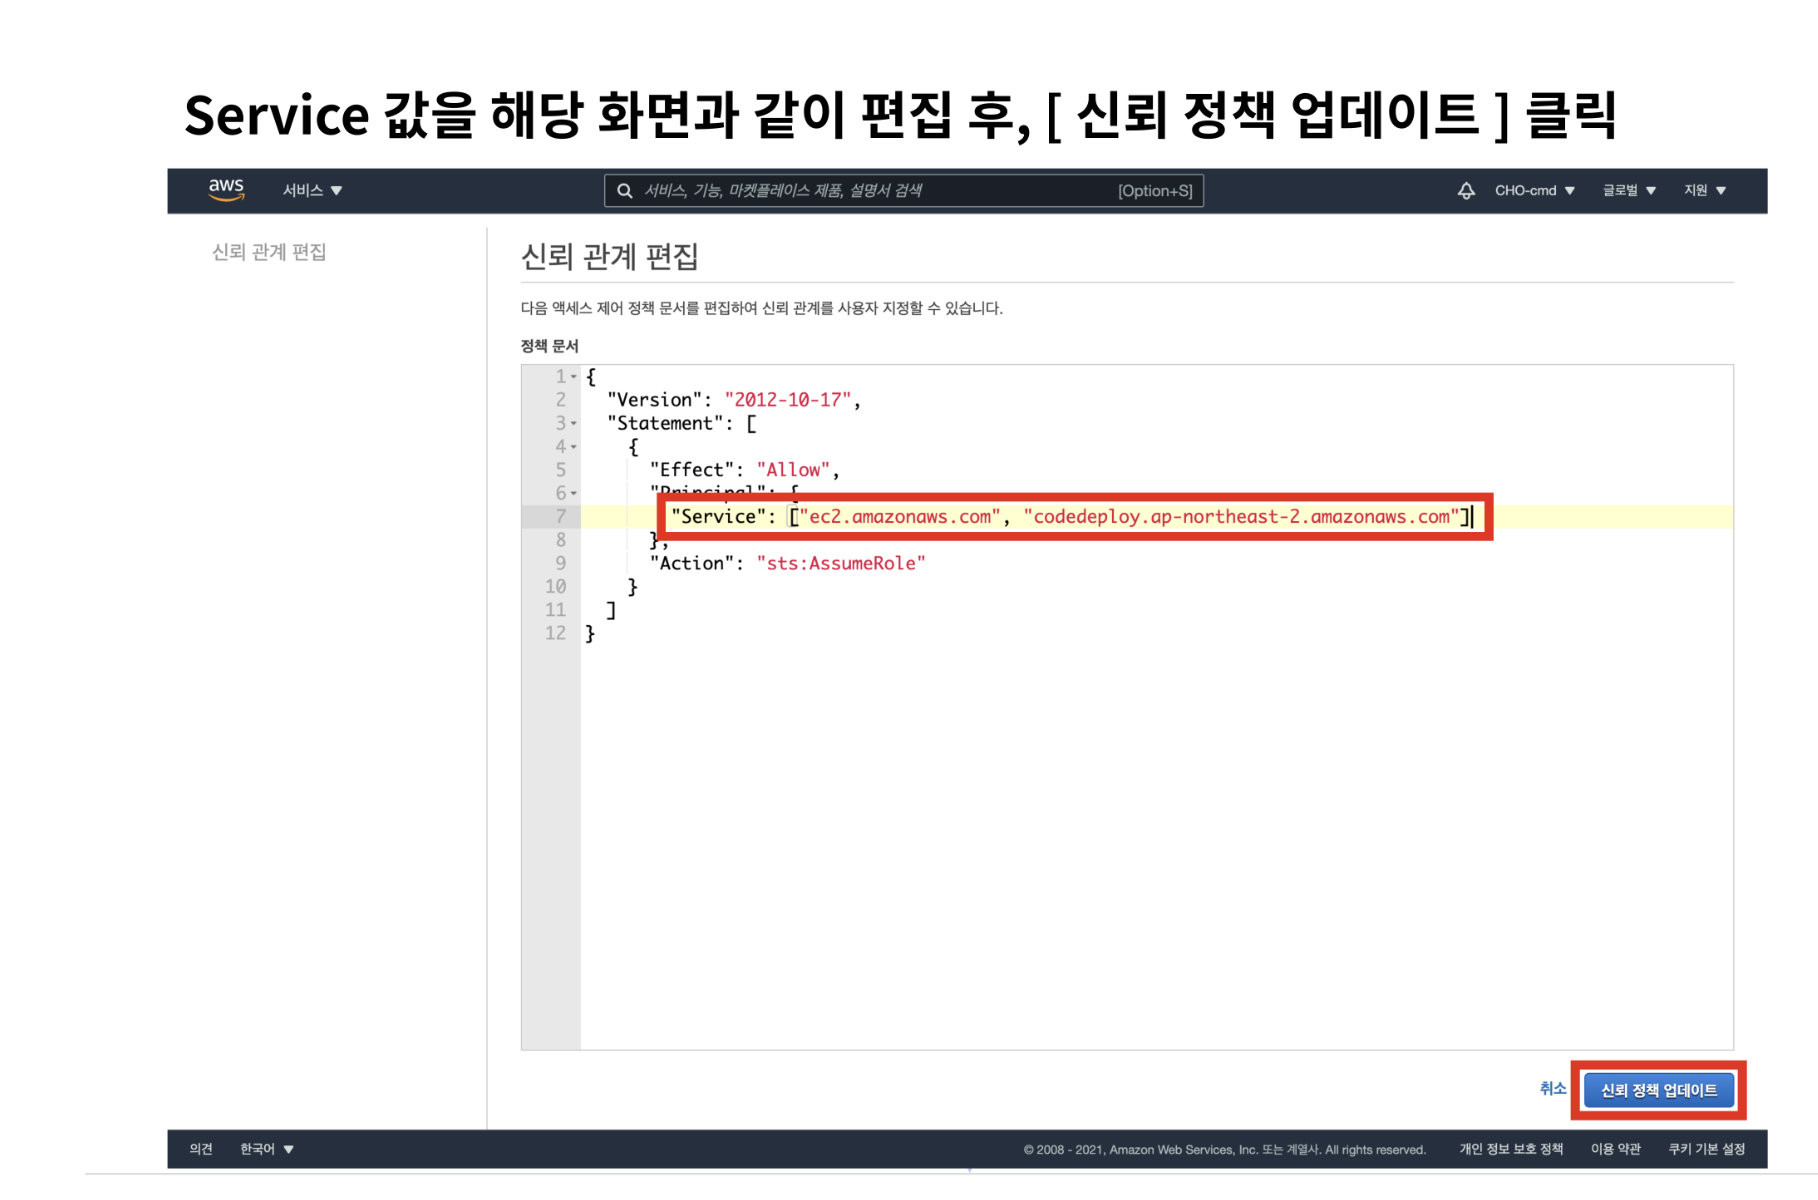 Service 값을 해당 화면과 같이 편집 후, [ 신뢰 정책 업데이트 ] 클릭
aws 서비스 ▼ 서비스, 기능, 마켓플레이스 제품, 설명서 검색 [Option+S] CHO-cmd ▼ 글로벌 ▼ 지원 ▼
신뢰 관계 편집
신뢰 관계 편집
다음 액세스 제어 정책 문서를 편집하여 신뢰 관계를 사용자 지정할 수 있습니다.
정책 문서
1 {
2 "Version": "2012-10-17",
3 "Statement": [
4 {
5 "Effect": "Allow",
6 "Principal": {
7 "Service": ["ec2.amazonaws.com", "codedeploy.ap-northeast-2.amazonaws.com"]
8 },
9 "Action": "sts:AssumeRole"
10 }
11 ]
12 }
취소 신뢰 정책 업데이트
의견 한국어 ▼ © 2008 - 2021, Amazon Web Services, Inc. 또는 계열사. All rights reserved. 개인 정보 보호 정책 이용 약관 쿠키 기본 설정